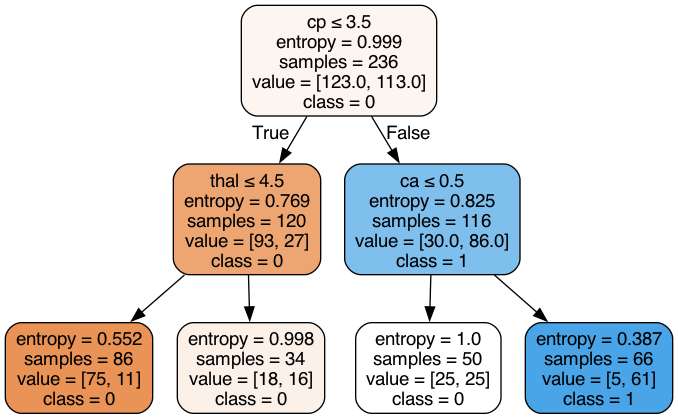 cp ≤ 3.5
entropy = 0.999
samples = 236
value = [123.0, 113.0]
class = 0
True
False
thal ≤ 4.5
entropy = 0.769
samples = 120
value = [93, 27]
class = 0
ca ≤ 0.5
entropy = 0.825
samples = 116
value = [30.0, 86.0]
class = 1
entropy = 0.552
samples = 86
value = [75, 11]
class = 0
entropy = 0.998
samples = 34
value = [18, 16]
class = 0
entropy = 1.0
samples = 50
value = [25, 25]
class = 0
entropy = 0.387
samples = 66
value = [5, 61]
class = 1